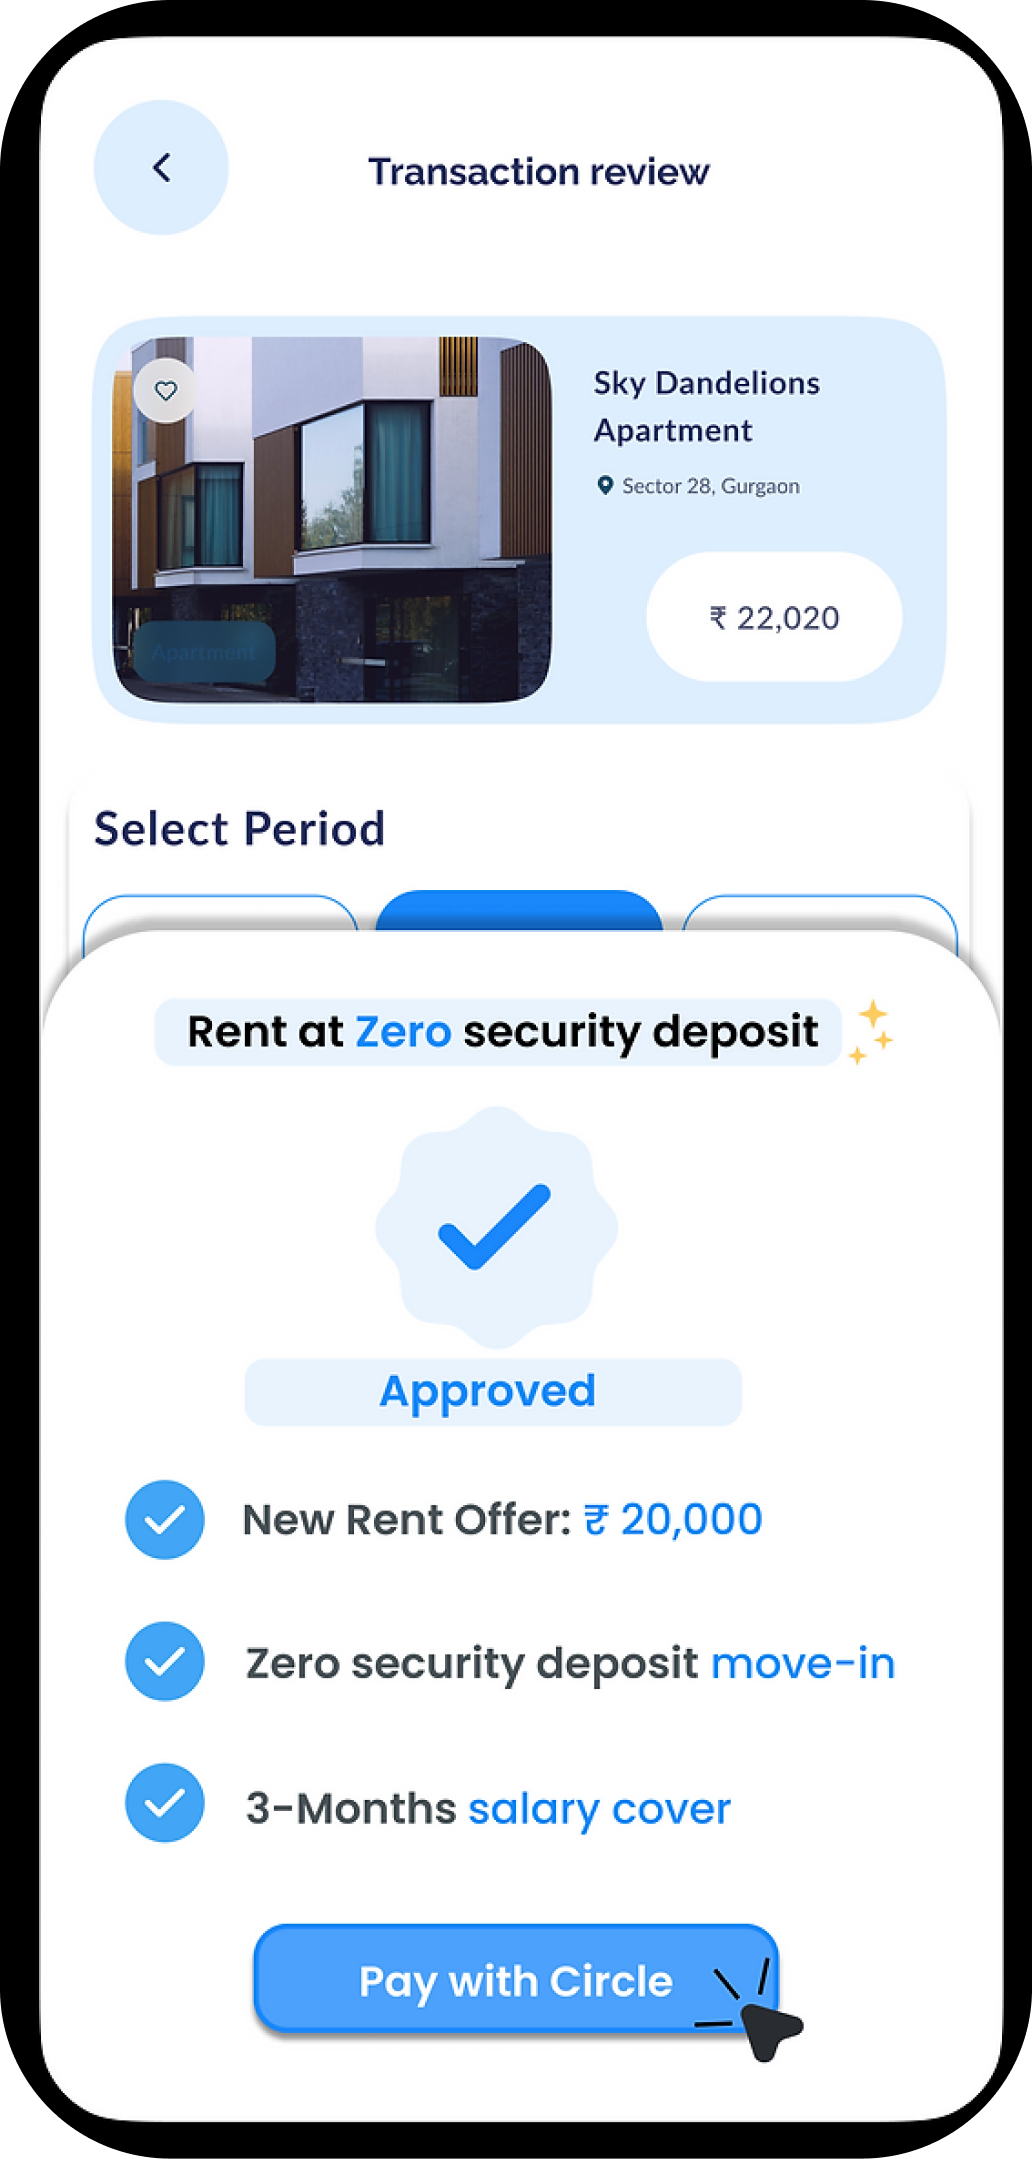 Transaction review
Sky Dandelions
Apartment
Sector 28, Gurgaon
₹ 22,020
Apartment
Select Period
Rent at Zero security deposit
Approved
New Rent Offer: ₹ 20,000
Zero security deposit move-in
3-Months salary cover
Pay with Circle